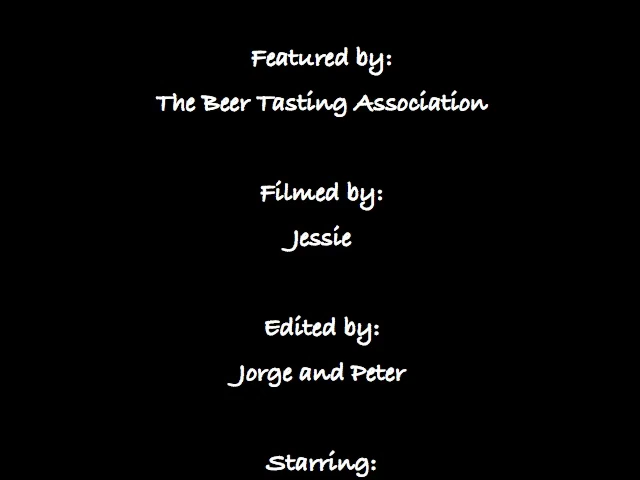 Featured by:
The Beer Tasting Association
Filmed by:
Jessie
Edited by:
Jorge and Peter
Starring: